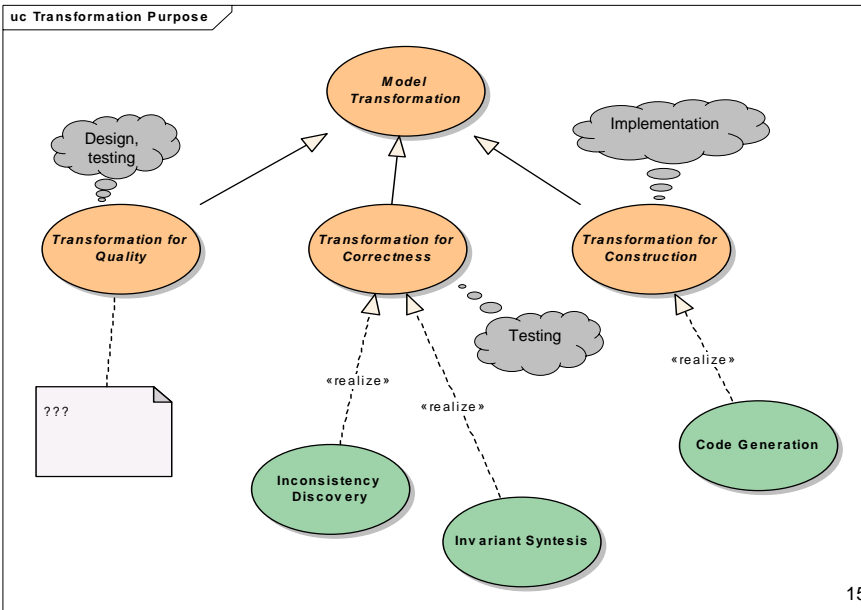 uc Transformation Purpose
Model
Transformation
Design,
testing
Implementation
Transformation for
Quality
Transformation for
Correctness
Transformation for
Construction
Testing
«realize»
«realize»
«realize»
???
Inconsistency
Discovery
Invariant Syntesis
Code Generation
15